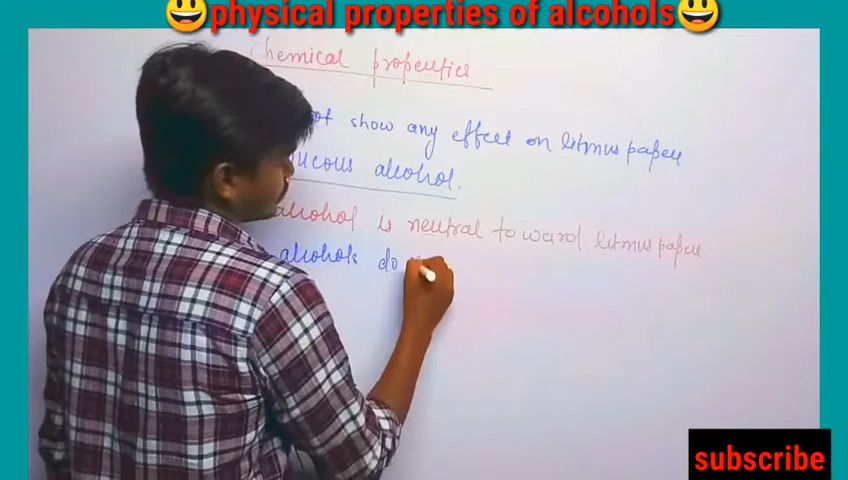 physical properties of alcohols
Chemical properties
show any effect on litmus paper
alcohol.
alcohol is neutral toward litmus paper
alcohols do
subscribe